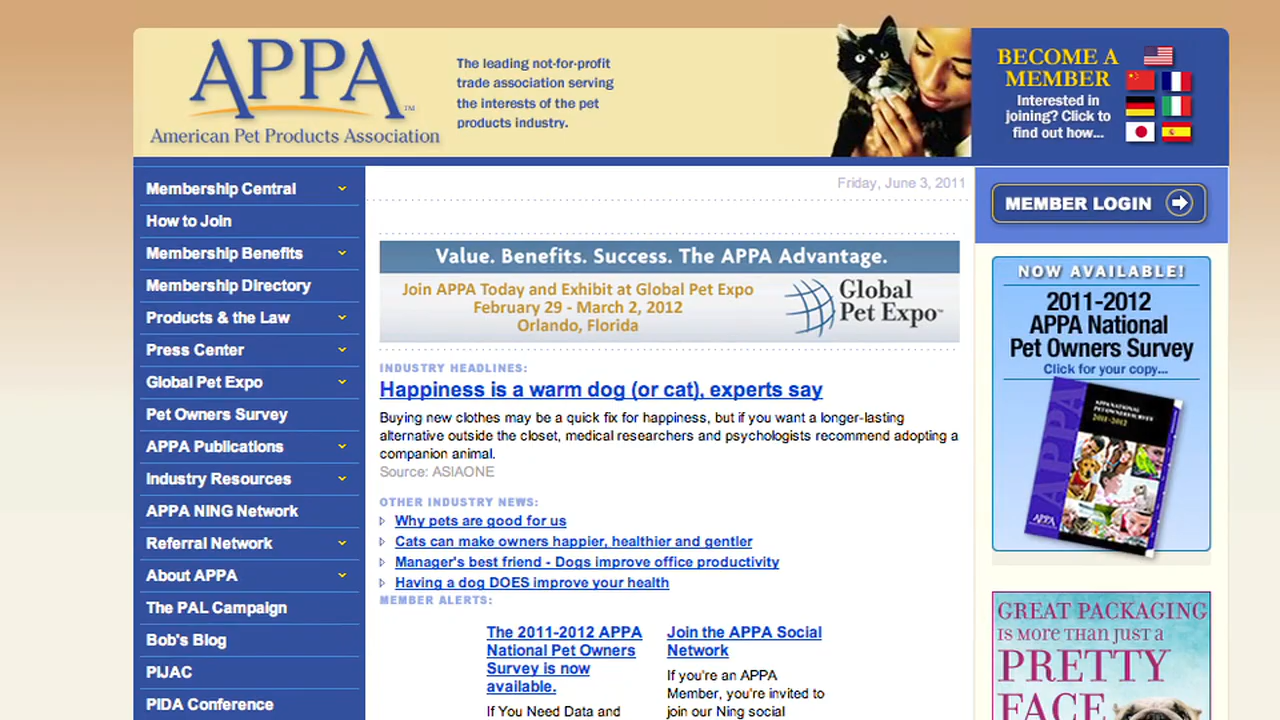 APPA™
American Pet Products Association
The leading not-for-profit
trade association serving
the interests of the pet
products industry.
BECOME A
MEMBER
Interested in
joining? Click to
find out how...
Membership Central
How to Join
Membership Benefits
Membership Directory
Products & the Law
Press Center
Global Pet Expo
Pet Owners Survey
APPA Publications
Industry Resources
APPA NING Network
Referral Network
About APPA
The PAL Campaign
Bob's Blog
PIJAC
PIDA Conference
Friday, June 3, 2011
Value. Benefits. Success. The APPA Advantage.
Join APPA Today and Exhibit at Global Pet Expo
February 29 - March 2, 2012
Orlando, Florida
Global
Pet Expo™
INDUSTRY HEADLINES:
Happiness is a warm dog (or cat), experts say
Buying new clothes may be a quick fix for happiness, but if you want a longer-lasting
alternative outside the closet, medical researchers and psychologists recommend adopting a
companion animal.
Source: ASIAONE
OTHER INDUSTRY NEWS:
Why pets are good for us
Cats can make owners happier, healthier and gentler
Manager's best friend - Dogs improve office productivity
Having a dog DOES improve your health
MEMBER ALERTS:
The 2011-2012 APPA
National Pet Owners
Survey is now
available.
If You Need Data and
Join the APPA Social
Network
If you're an APPA
Member, you're invited to
join our Ning social
MEMBER LOGIN
NOW AVAILABLE!
2011-2012
APPA National
Pet Owners Survey
Click for your copy...
APPA NATIONAL
PET OWNERS SURVEY
2011-2012
APPA
APPA
GREAT PACKAGING
IS MORE THAN JUST A
PRETTY
FACE